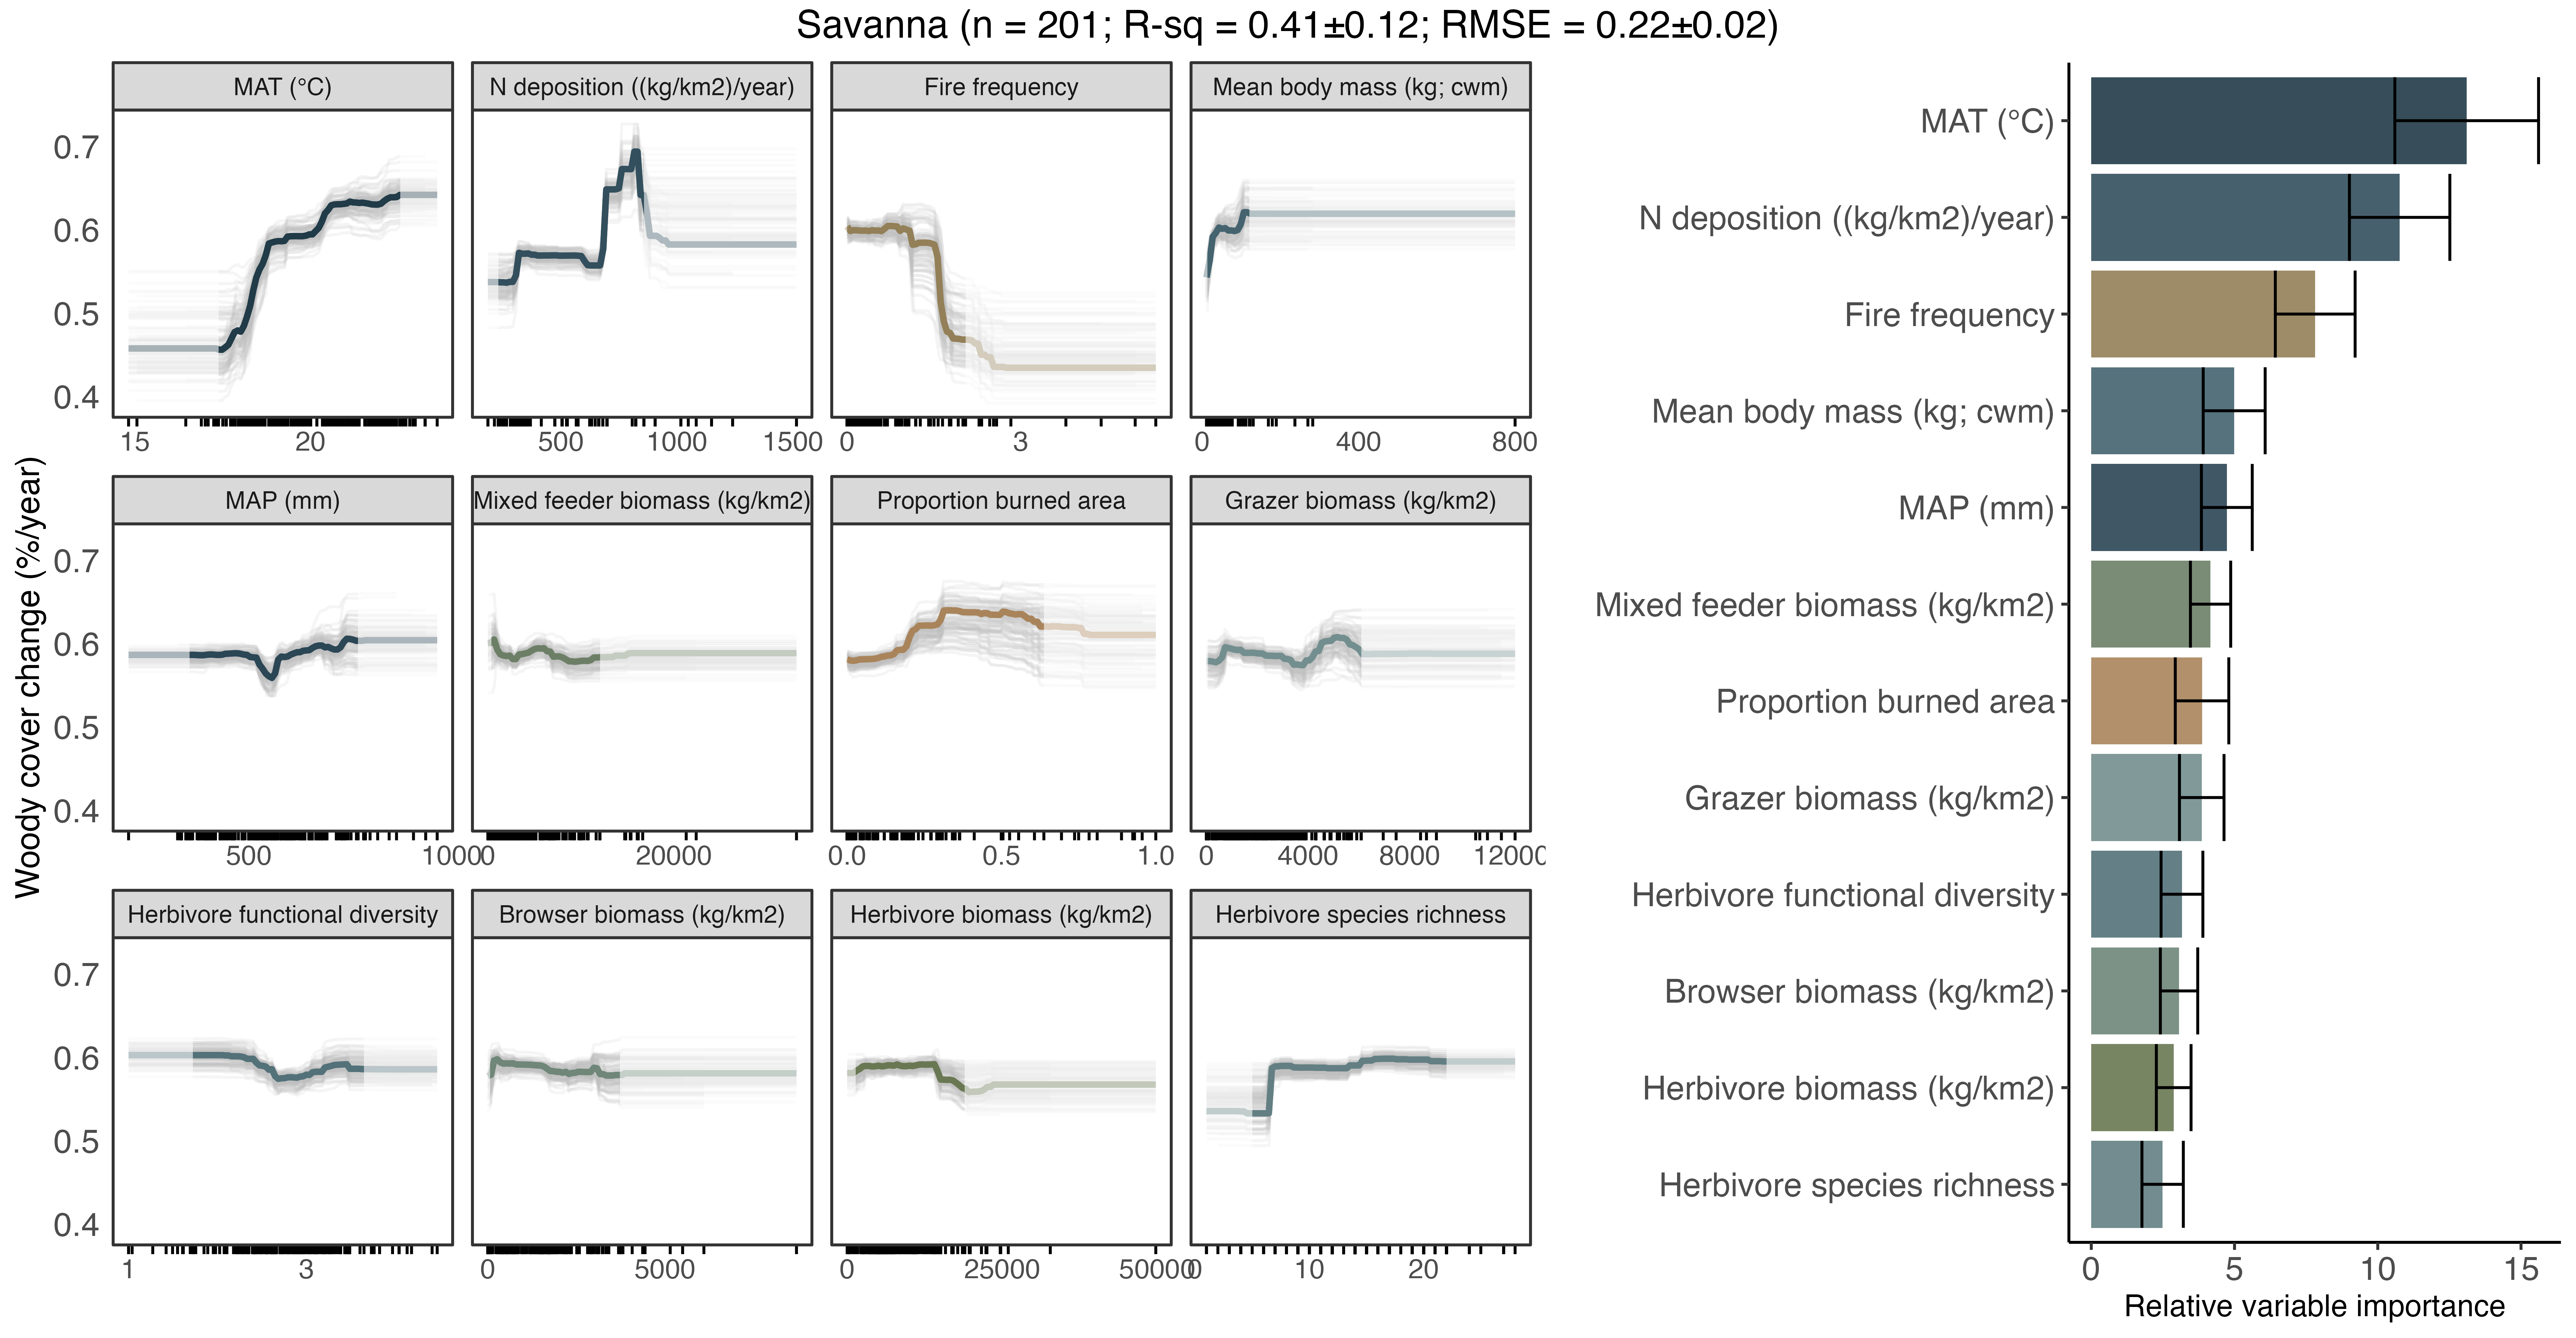 Savanna (n = 201; R-sq = 0.41±0.12; RMSE = 0.22±0.02)
Woody cover change (%/year)
MAT (°C)
N deposition ((kg/km2)/year)
Fire frequency
Mean body mass (kg; cwm)
0.7
0.6
0.5
0.4
15 20
500 1000 1500
0 3
0 400 800
MAP (mm)
Mixed feeder biomass (kg/km2)
Proportion burned area
Grazer biomass (kg/km2)
0.7
0.6
0.5
0.4
500 1000
0 20000
0.0 0.5 1.0
0 4000 8000 12000
Herbivore functional diversity
Browser biomass (kg/km2)
Herbivore biomass (kg/km2)
Herbivore species richness
0.7
0.6
0.5
0.4
1 3
0 5000
0 25000 50000
0 10 20
MAT (°C)
N deposition ((kg/km2)/year)
Fire frequency
Mean body mass (kg; cwm)
MAP (mm)
Mixed feeder biomass (kg/km2)
Proportion burned area
Grazer biomass (kg/km2)
Herbivore functional diversity
Browser biomass (kg/km2)
Herbivore biomass (kg/km2)
Herbivore species richness
0 5 10 15
Relative variable importance